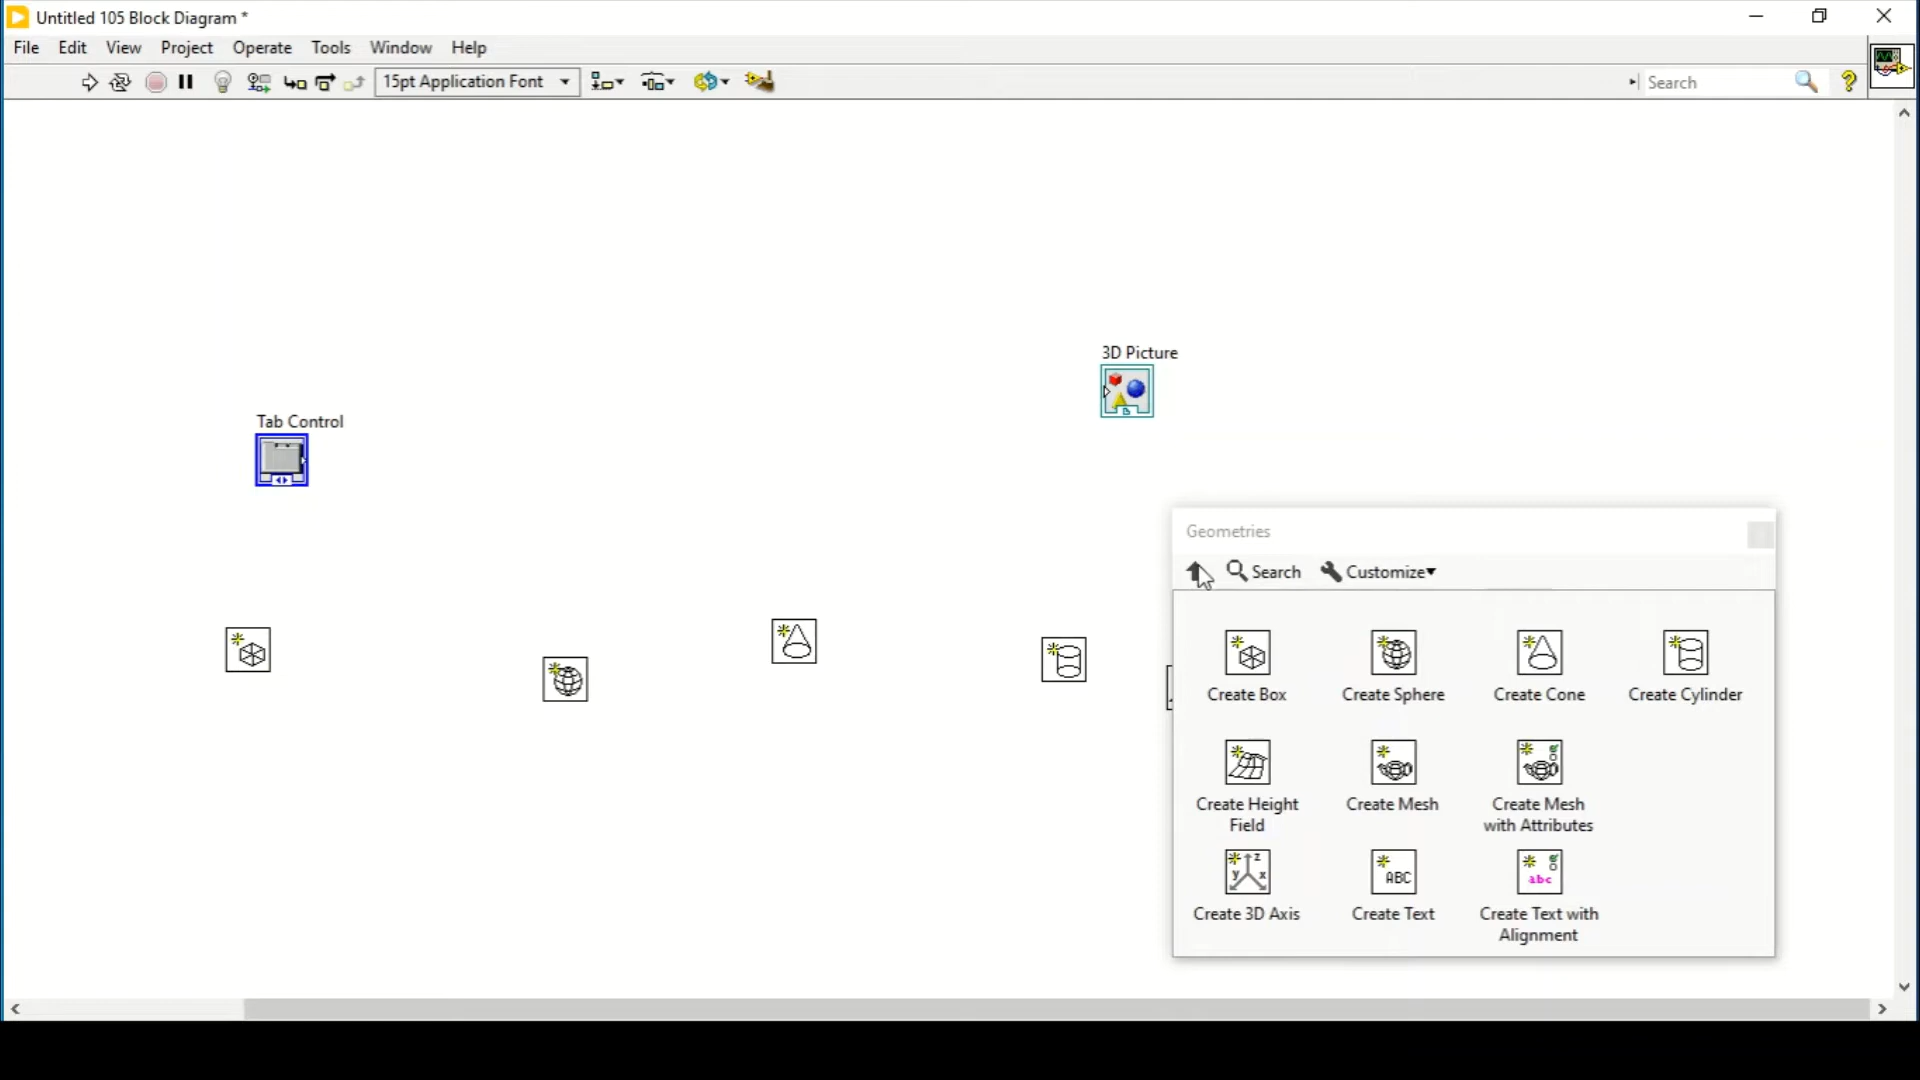 Untitled 105 Block Diagram *
File Edit View Project Operate Tools Window Help
15pt Application Font
Search
?
3D Picture
Tab Control
Geometries
Search Customize
Create Box Create Sphere Create Cone Create Cylinder
Create Height Create Mesh Create Mesh
Field with Attributes
z
y x
ABC
abc
Create 3D Axis Create Text Create Text with
Alignment